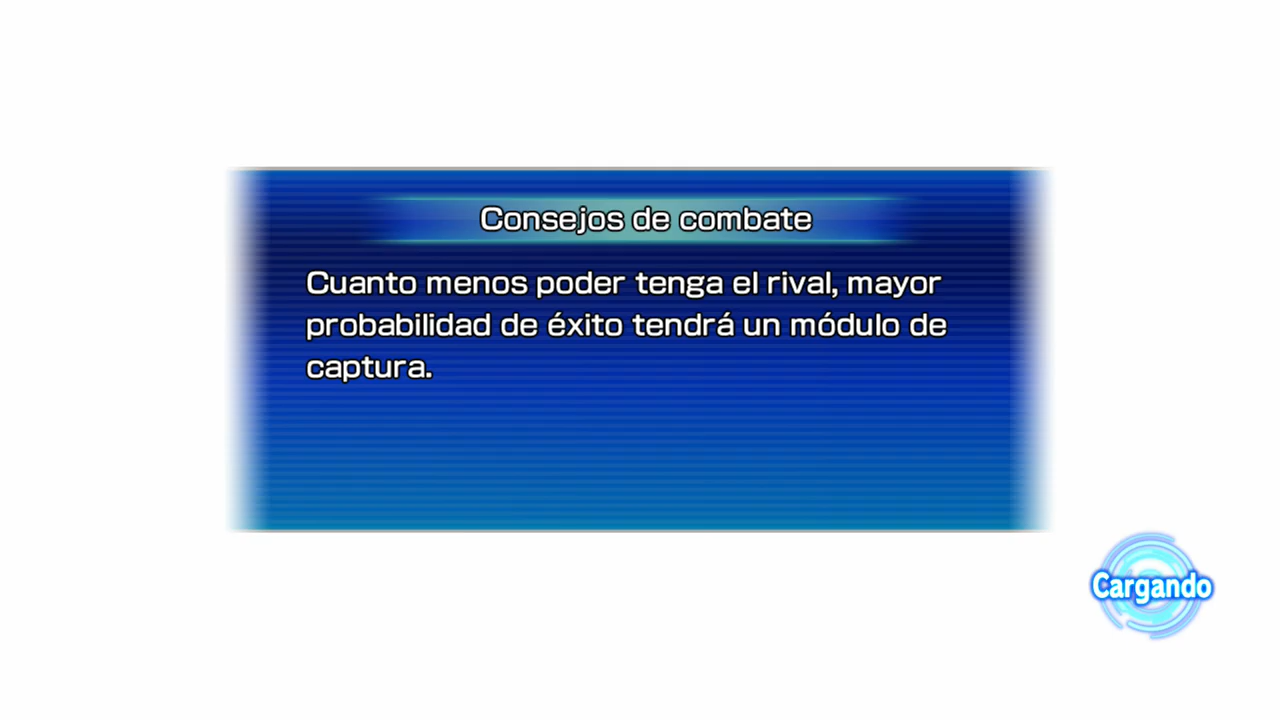 Consejos de combate
Cuanto menos poder tenga el rival, mayor
probabilidad de éxito tendrá un módulo de
captura.
Cargando